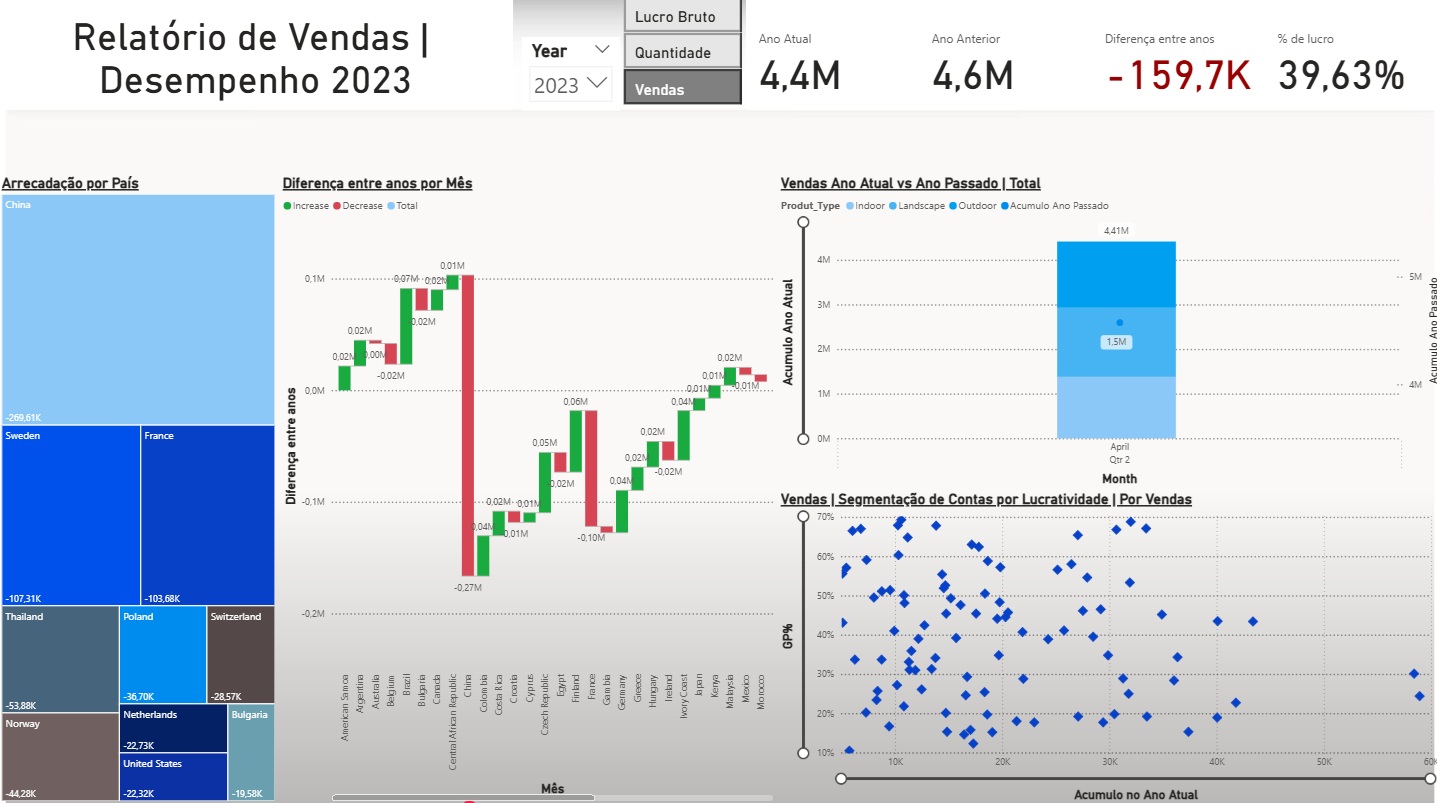 Relatório de Vendas |
Desempenho 2023
Year
2023
Lucro Bruto
Quantidade
Vendas
Ano Atual
4,4M
Ano Anterior
4,6M
Diferença entre anos
-159,7K
% de lucro
39,63%
Arrecadação por País
China
-269,61K
Sweden
-107,31K
France
-103,68K
Thailand
-53,88K
Poland
-36,70K
Switzerland
-28,57K
Norway
-44,28K
Netherlands
-22,73K
United States
-22,32K
Bulgaria
-19,58K
Diferença entre anos por Mês
Increase Decrease Total
Diferença entre anos
0,1M
0,0M
-0,1M
-0,2M
0,02M
0,02M
0,00M
-0,02M
0,07M
-0,02M
0,02M
0,01M
-0,27M
0,04M
0,02M
0,01M
0,01M
0,05M
0,02M
0,06M
-0,10M
0,04M
0,02M
0,02M
-0,02M
0,04M
0,01M
0,01M
0,02M
-0,01M
American Samoa
Argentina
Australia
Belgium
Brazil
Bulgaria
Canada
Central African Republic
China
Colombia
Costa Rica
Croatia
Cyprus
Czech Republic
Egypt
Finland
France
Gambia
Germany
Greece
Hungary
Ireland
Ivory Coast
Japan
Kenya
Malaysia
Mexico
Morocco
Mês
Vendas Ano Atual vs Ano Passado | Total
Produt_Type Indoor Landscape Outdoor Acumulo Ano Passado
Acumulo Ano Atual
4M
3M
2M
1M
0M
4,41M
1,5M
5M
4M
Acumulo Ano Passado
April
Qtr 2
Month
Vendas | Segmentação de Contas por Lucratividade | Por Vendas
GP%
70%
60%
50%
40%
30%
20%
10%
10K
20K
30K
40K
50K
Acumulo no Ano Atual